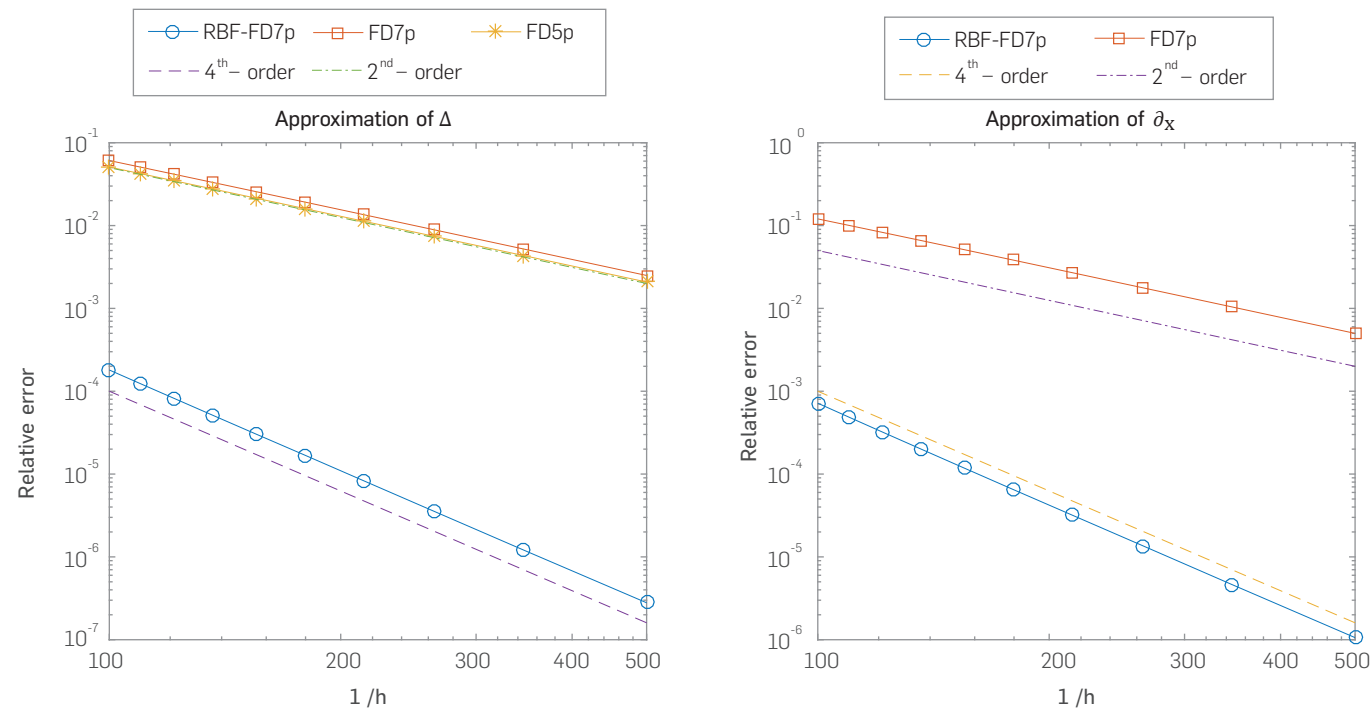 RBF-FD7p FD7p FD5p
4th – order 2nd – order
Approximation of Δ
10-1
10-2
10-3
10-4
10-5
10-6
10-7
Relative error
100 200 300 400 500
1 /h
RBF-FD7p FD7p
4th – order 2nd – order
Approximation of ∂x
100
10-1
10-2
10-3
10-4
10-5
10-6
Relative error
100 200 300 400 500
1 /h